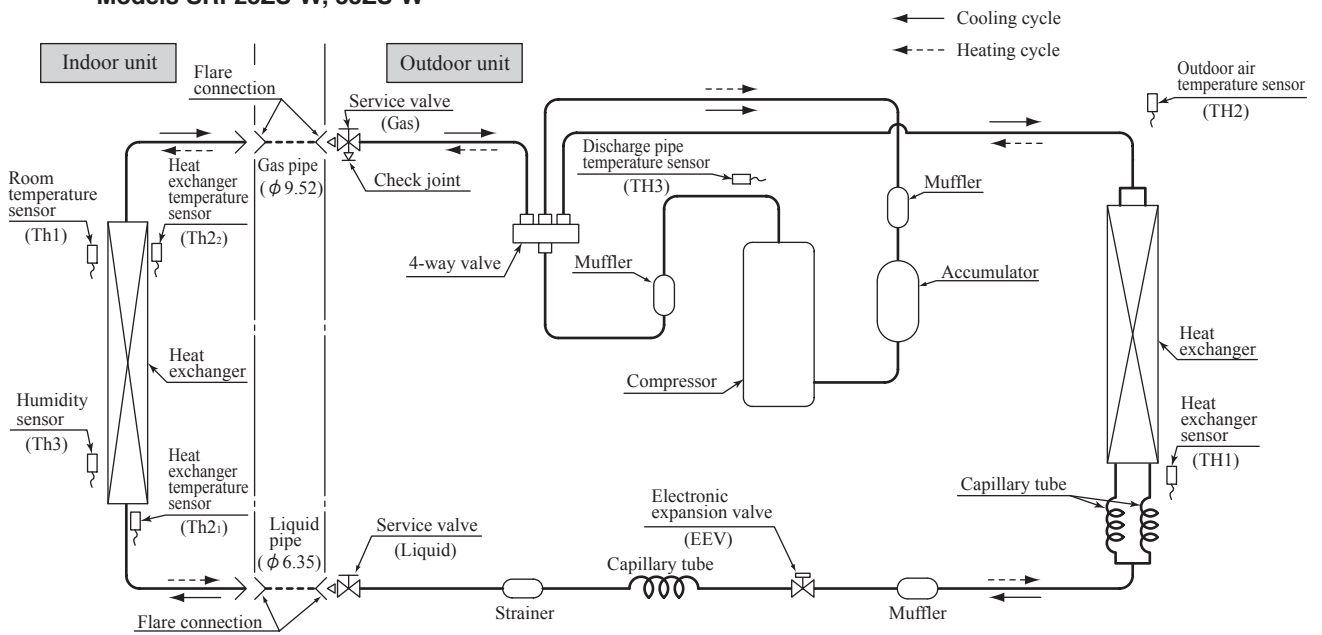 Models
Cooling cycle
Heating cycle
Indoor unit
Outdoor unit
Flare
connection
Service valve
(Gas)
Outdoor air
temperature sensor
(TH2)
Gas pipe
(ϕ9.52)
Check joint
Discharge pipe
temperature sensor
(TH3)
Room
temperature
sensor
(Th1)
Heat
exchanger
temperature
sensor
(Th2₂)
Muffler
4-way valve
Muffler
Accumulator
Heat
exchanger
Compressor
Heat
exchanger
Humidity
sensor
(Th3)
Heat
exchanger
sensor
(TH1)
Heat
exchanger
temperature
sensor
(Th2₁)
Capillary tube
Liquid
pipe
(ϕ6.35)
Service valve
(Liquid)
Electronic
expansion valve
(EEV)
Capillary tube
Flare connection
Strainer
Muffler